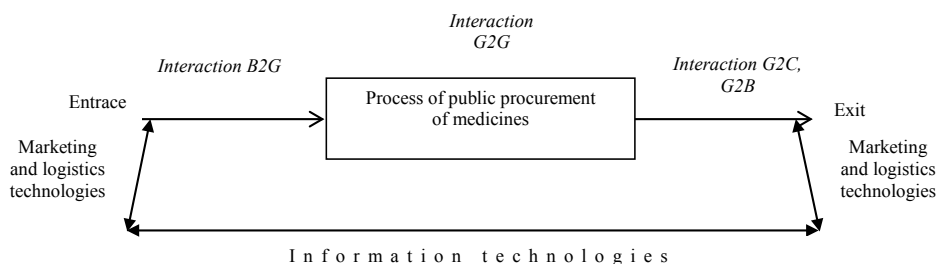 Interaction
G2G
Interaction B2G
Interaction G2C,
G2B
Entrace
Process of public procurement
of medicines
Exit
Marketing
and logistics
technologies
Marketing
and logistics
technologies
Information technologies